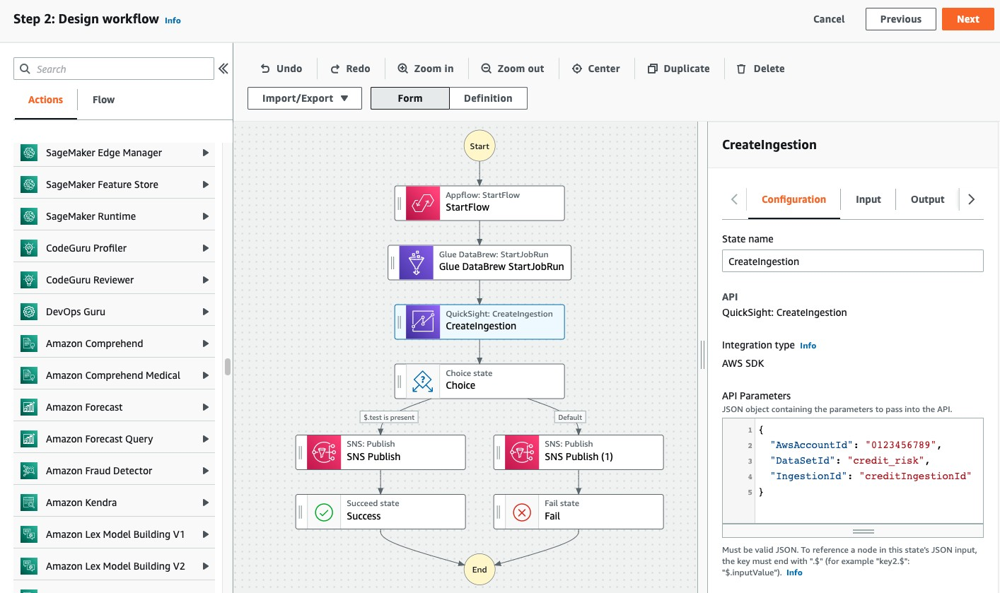 Step 2: Design workflow Info
Cancel
Previous
Next
Search
Actions
Flow
SageMaker Edge Manager
SageMaker Feature Store
SageMaker Runtime
CodeGuru Profiler
CodeGuru Reviewer
DevOps Guru
Amazon Comprehend
Amazon Comprehend Medical
Amazon Forecast
Amazon Forecast Query
Amazon Fraud Detector
Amazon Kendra
Amazon Lex Model Building V1
Amazon Lex Model Building V2
Undo
Redo
Zoom in
Zoom out
Center
Duplicate
Delete
Import/Export
Form
Definition
Start
Appflow: StartFlow
StartFlow
Glue DataBrew: StartJobRun
Glue DataBrew StartJobRun
QuickSight: CreateIngestion
CreateIngestion
Choice state
Choice
$.test is present
Default
SNS: Publish
SNS Publish
SNS: Publish
SNS Publish (1)
Succeed state
Success
Fail state
Fail
End
CreateIngestion
Configuration
Input
Output
State name
CreateIngestion
API
QuickSight: CreateIngestion
Integration type Info
AWS SDK
API Parameters
JSON object containing the parameters to pass into the API.
1 {
2 "AwsAccountId": "0123456789",
3 "DataSetId": "credit_risk",
4 "IngestionId": "creditIngestionId"
5 }
Must be valid JSON. To reference a node in this state's JSON input,
the key must end with ".$" (for example "key2.$":
"$.inputValue"). Info